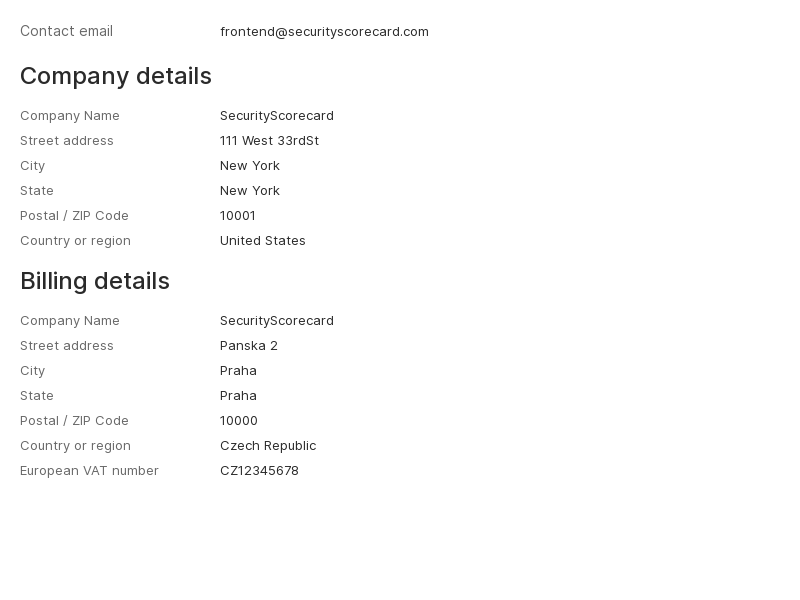 Contact email frontend@securityscorecard.com
Company details
Company Name SecurityScorecard
Street address 111 West 33rdSt
City New York
State New York
Postal / ZIP Code 10001
Country or region United States
Billing details
Company Name SecurityScorecard
Street address Panska 2
City Praha
State Praha
Postal / ZIP Code 10000
Country or region Czech Republic
European VAT number CZ12345678